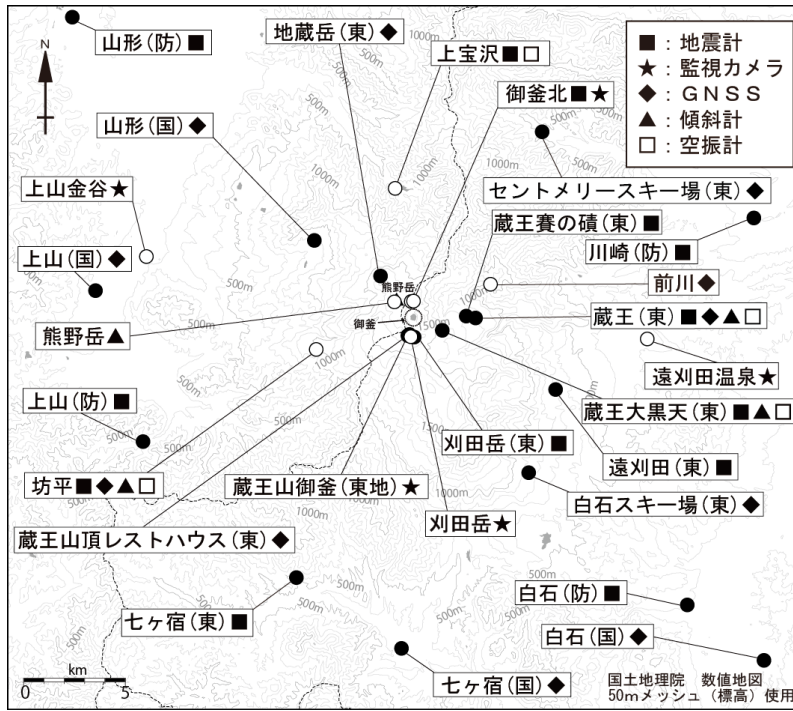 山形(防)■
地蔵岳(東)◆
上宝沢■□
御釜北■★
■：地震計
★：監視カメラ
◆：ＧＮＳＳ
▲：傾斜計
□：空振計
N
山形(国)◆
上山金谷★
セントメリースキー場(東)◆
蔵王賽の磧(東)■
川崎(防)■
上山(国)◆
前川◆
熊野岳
御釜
蔵王(東)■◆▲□
熊野岳▲
遠刈田温泉★
上山(防)■
蔵王大黒天(東)■▲□
刈田岳(東)■
遠刈田(東)■
坊平■◆▲□
蔵王山御釜(東地)★
白石スキー場(東)◆
刈田岳★
蔵王山頂レストハウス(東)◆
七ヶ宿(東)■
白石(防)■
白石(国)◆
七ヶ宿(国)◆
km
0 5
国土地理院 数値地図
50mメッシュ（標高）使用
500m
1000m
1500m